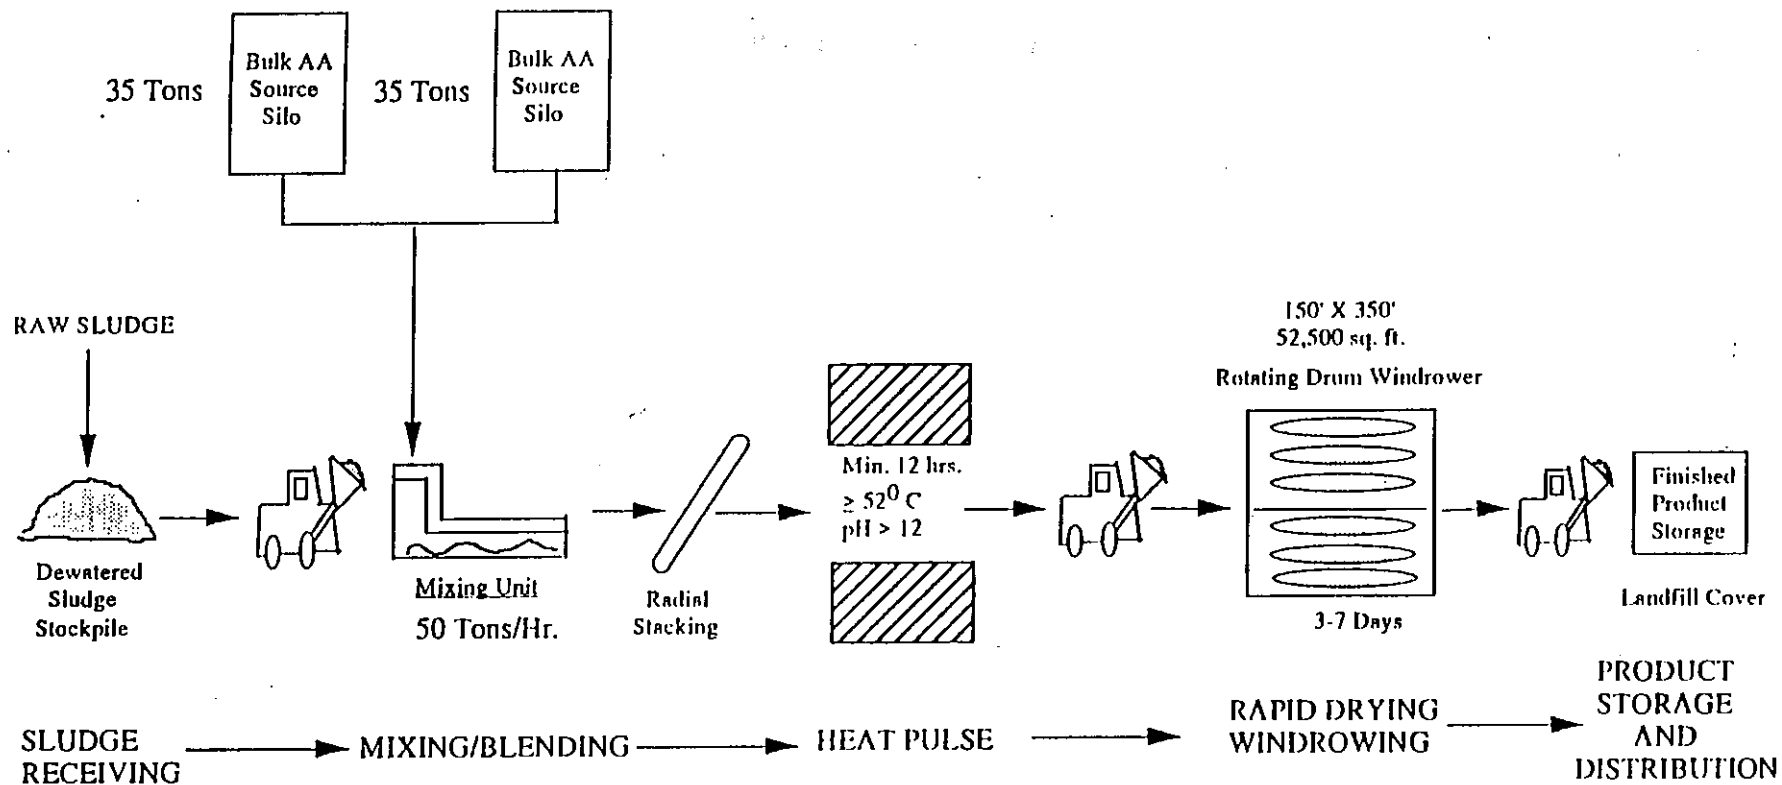 35 Tons
Bulk AA
Source
Silo
35 Tons
Bulk AA
Source
Silo
RAW SLUDGE
Dewatered
Sludge
Stockpile
Mixing Unit
50 Tons/Hr.
Radial
Stacking
Min. 12 hrs.
≥ 52⁰ C
pH > 12
150' X 350'
52,500 sq. ft.
Rotating Drum Windrower
3-7 Days
Finished
Product
Storage
Landfill Cover
SLUDGE
RECEIVING
MIXING/BLENDING
HEAT PULSE
RAPID DRYING
WINDROWING
PRODUCT
STORAGE
AND
DISTRIBUTION